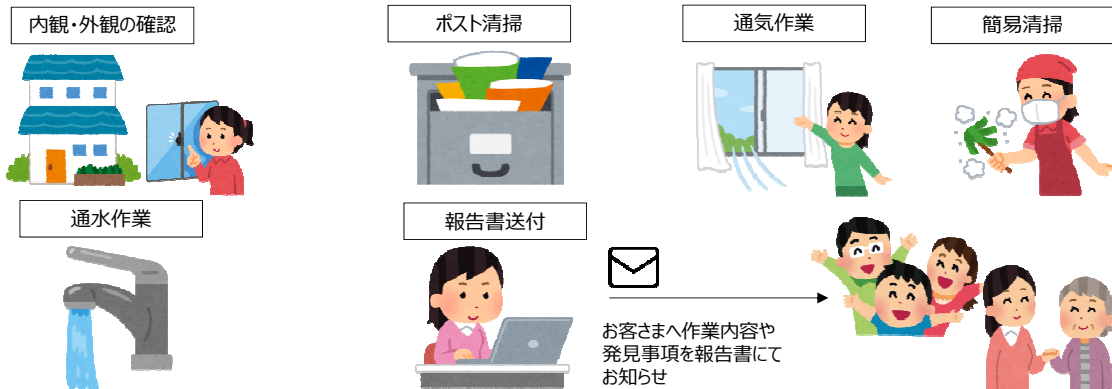 内観・外観の確認
ポスト清掃
通気作業
簡易清掃
通水作業
報告書送付
お客さまへ作業内容や
発見事項を報告書にて
お知らせ